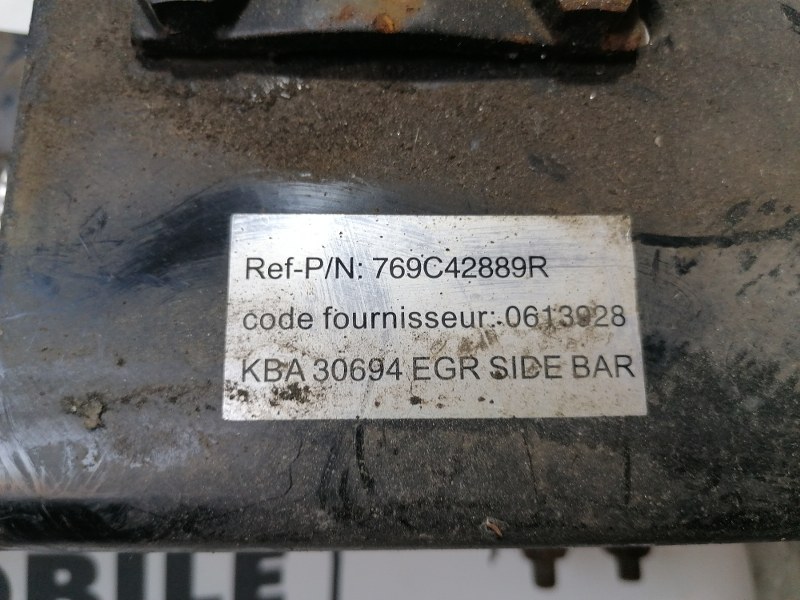 Ref-P/N: 769C42889R
code fournisseur: 0613928
KBA 30694 EGR SIDE BAR
OBILE